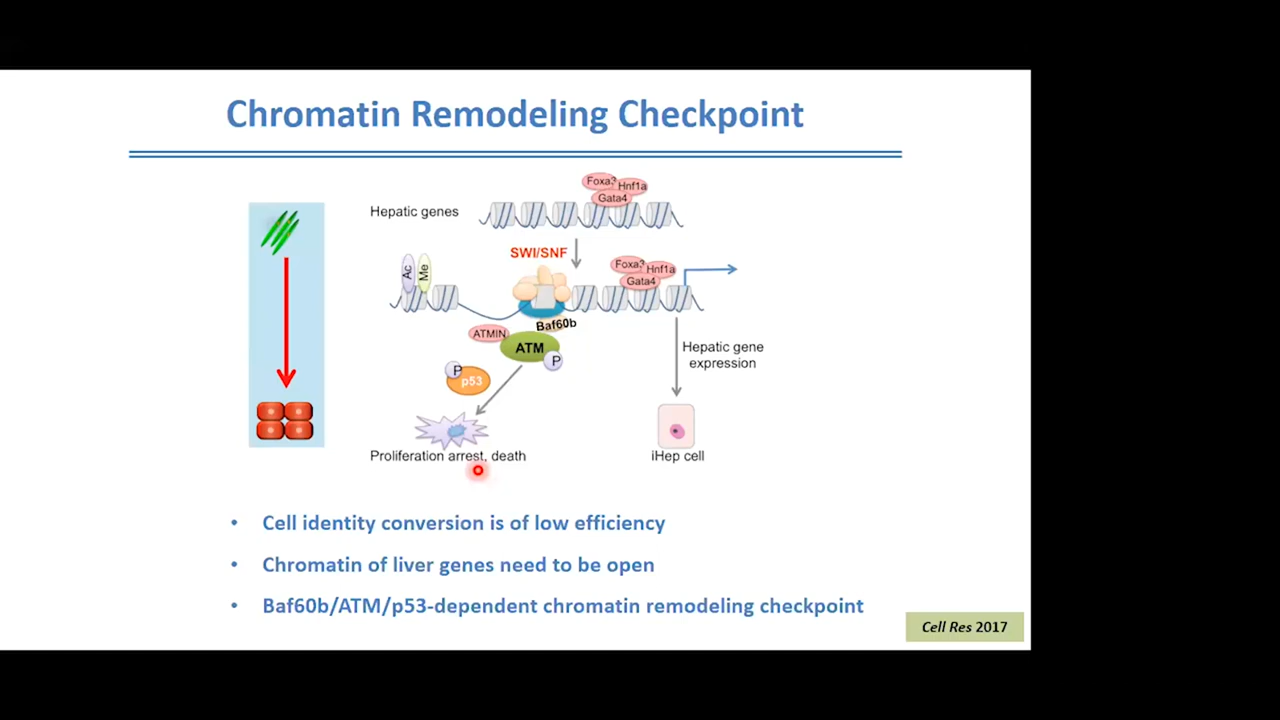 Chromatin Remodeling Checkpoint
Foxa3
Hnf1a
Gata4
Hepatic genes
SWI/SNF
Foxa3
Hnf1a
Gata4
Ac
Me
Baf60b
ATMIN
ATM
P
P
p53
Hepatic gene
expression
Proliferation arrest, death
iHep cell
• Cell identity conversion is of low efficiency
• Chromatin of liver genes need to be open
• Baf60b/ATM/p53-dependent chromatin remodeling checkpoint
Cell Res 2017